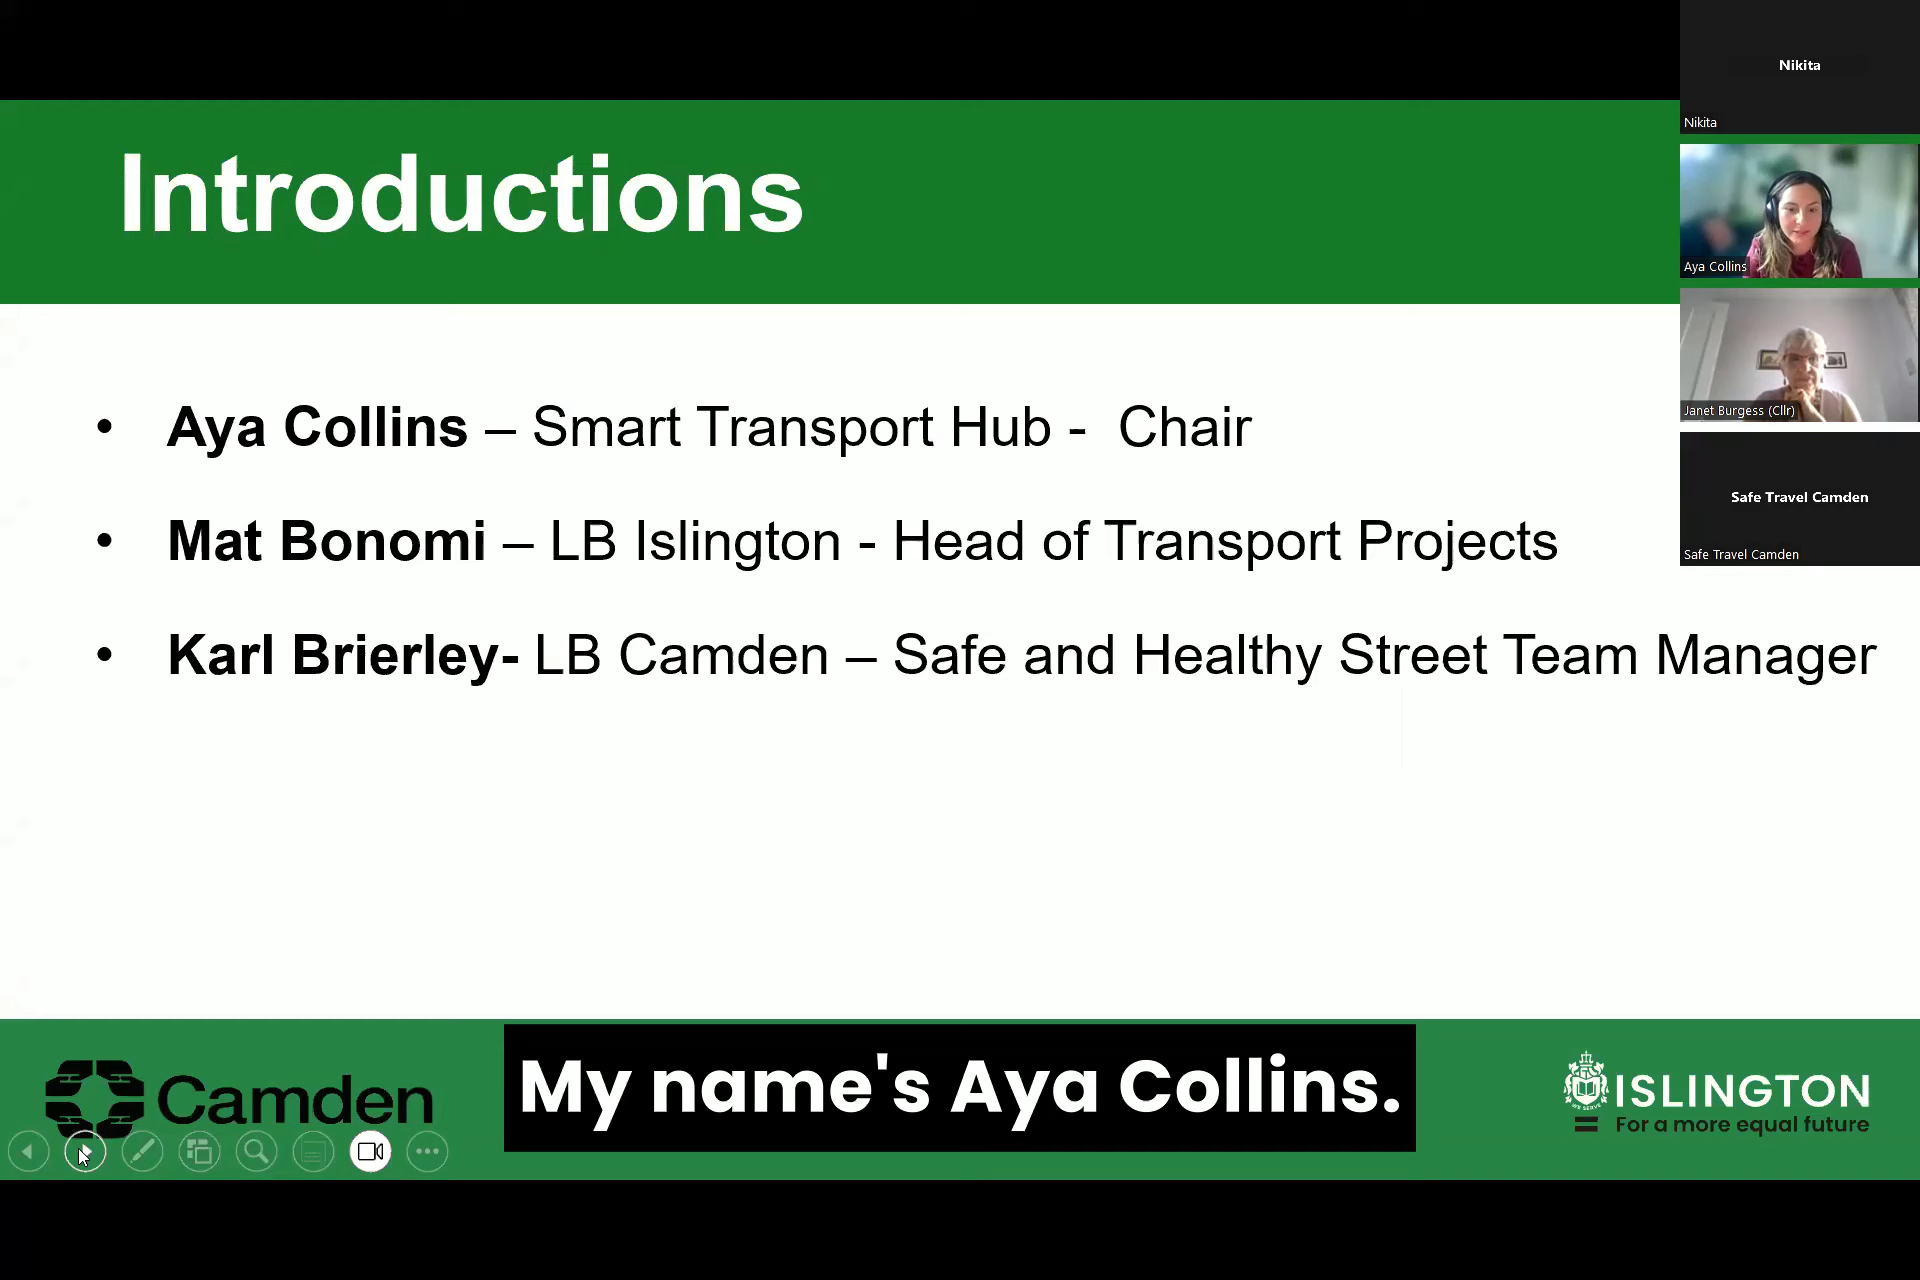 Introductions
• Aya Collins – Smart Transport Hub - Chair
• Mat Bonomi – LB Islington - Head of Transport Projects
• Karl Brierley- LB Camden – Safe and Healthy Street Team Manager
Nikita
Nikita
Aya Collins
Janet Burgess (Cllr)
Safe Travel Camden
Safe Travel Camden
Camden
My name's Aya Collins.
ISLINGTON
For a more equal future